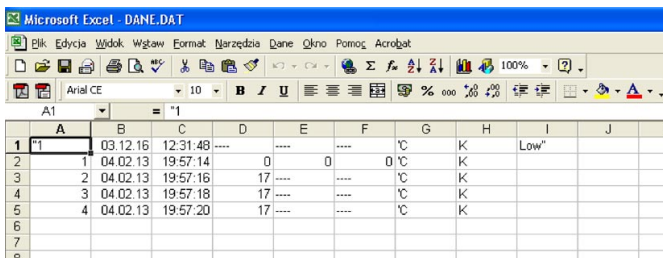 Microsoft Excel - DANE.DAT
Plik Edycja Widok Wstaw Format Narzędzia Dane Okno Pomoc Acrobat
100%
Arial CE 10 B I U % 000
A1 = "1
A B C D E F G H I J
1 "1 03.12.16 12:31:48 ---- ---- ---- ℃ K Low"
2 1 04.02.13 19:57:14 0 0 0 ℃ K
3 2 04.02.13 19:57:16 17 ---- ---- ℃ K
4 3 04.02.13 19:57:18 17 ---- ---- ℃ K
5 4 04.02.13 19:57:20 17 ---- ---- ℃ K
6
7
8